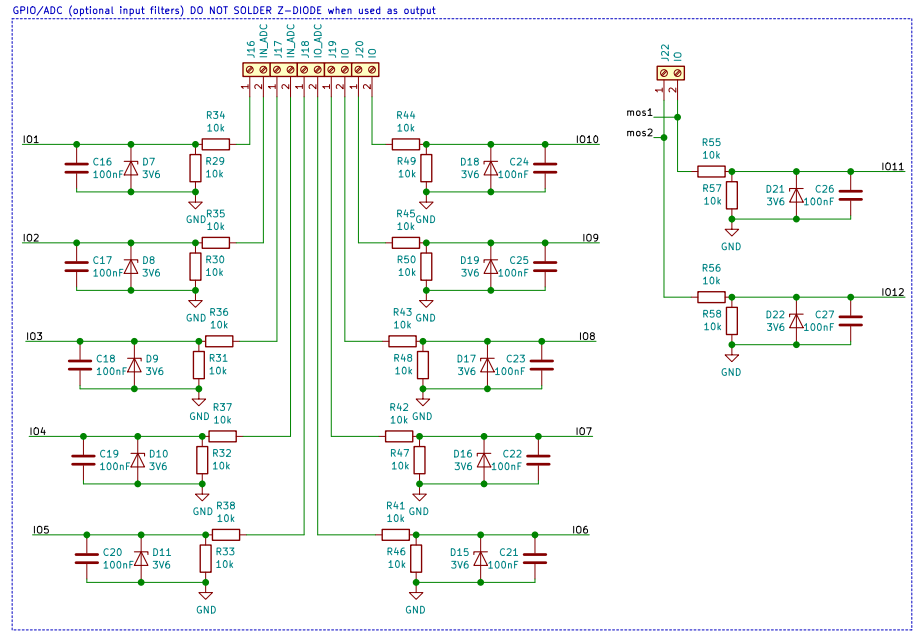 GPIO/ADC (optional input filters) DO NOT SOLDER Z-DIODE when used as output
J16 IN_ADC J17 IN_ADC J18 IO_ADC J19 IO J20 IO
1 2 1 2 1 2 1 2 1 2
J22 IO
1 2
mos1
mos2
IO1
R34
10k
C16
100nF
D7
3V6
R29
10k
GND
R44
10k
IO10
R49
10k
D18
3V6
C24
100nF
GND
R55
10k
IO11
R57
10k
D21
3V6
C26
100nF
GND
IO2
R35
10k
C17
100nF
D8
3V6
R30
10k
GND
R45
10k
IO9
R50
10k
D19
3V6
C25
100nF
GND
R56
10k
IO12
R58
10k
D22
3V6
C27
100nF
GND
IO3
R36
10k
C18
100nF
D9
3V6
R31
10k
GND
R43
10k
IO8
R48
10k
D17
3V6
C23
100nF
GND
IO4
R37
10k
C19
100nF
D10
3V6
R32
10k
GND
R42
10k
IO7
R47
10k
D16
3V6
C22
100nF
GND
IO5
R38
10k
C20
100nF
D11
3V6
R33
10k
GND
R41
10k
IO6
R46
10k
D15
3V6
C21
100nF
GND